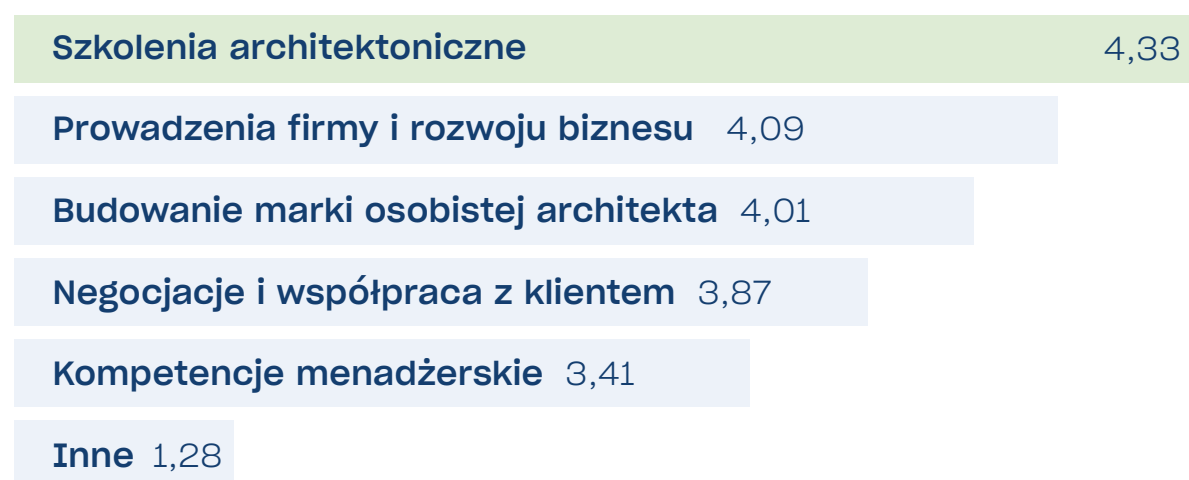 Szkolenia architektoniczne 4,33
Prowadzenia firmy i rozwoju biznesu 4,09
Budowanie marki osobistej architekta 4,01
Negocjacje i współpraca z klientem 3,87
Kompetencje menadżerskie 3,41
Inne 1,28